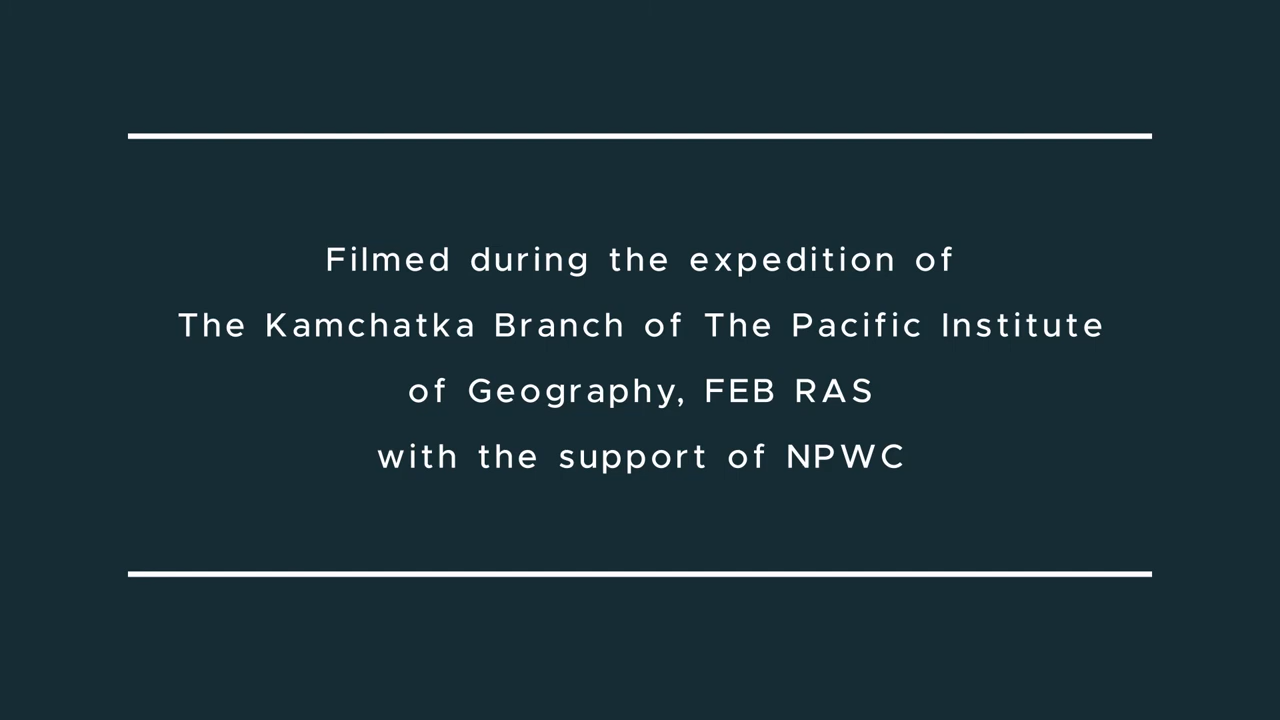 Filmed during the expedition of
The Kamchatka Branch of The Pacific Institute
of Geography, FEB RAS
with the support of NPWC